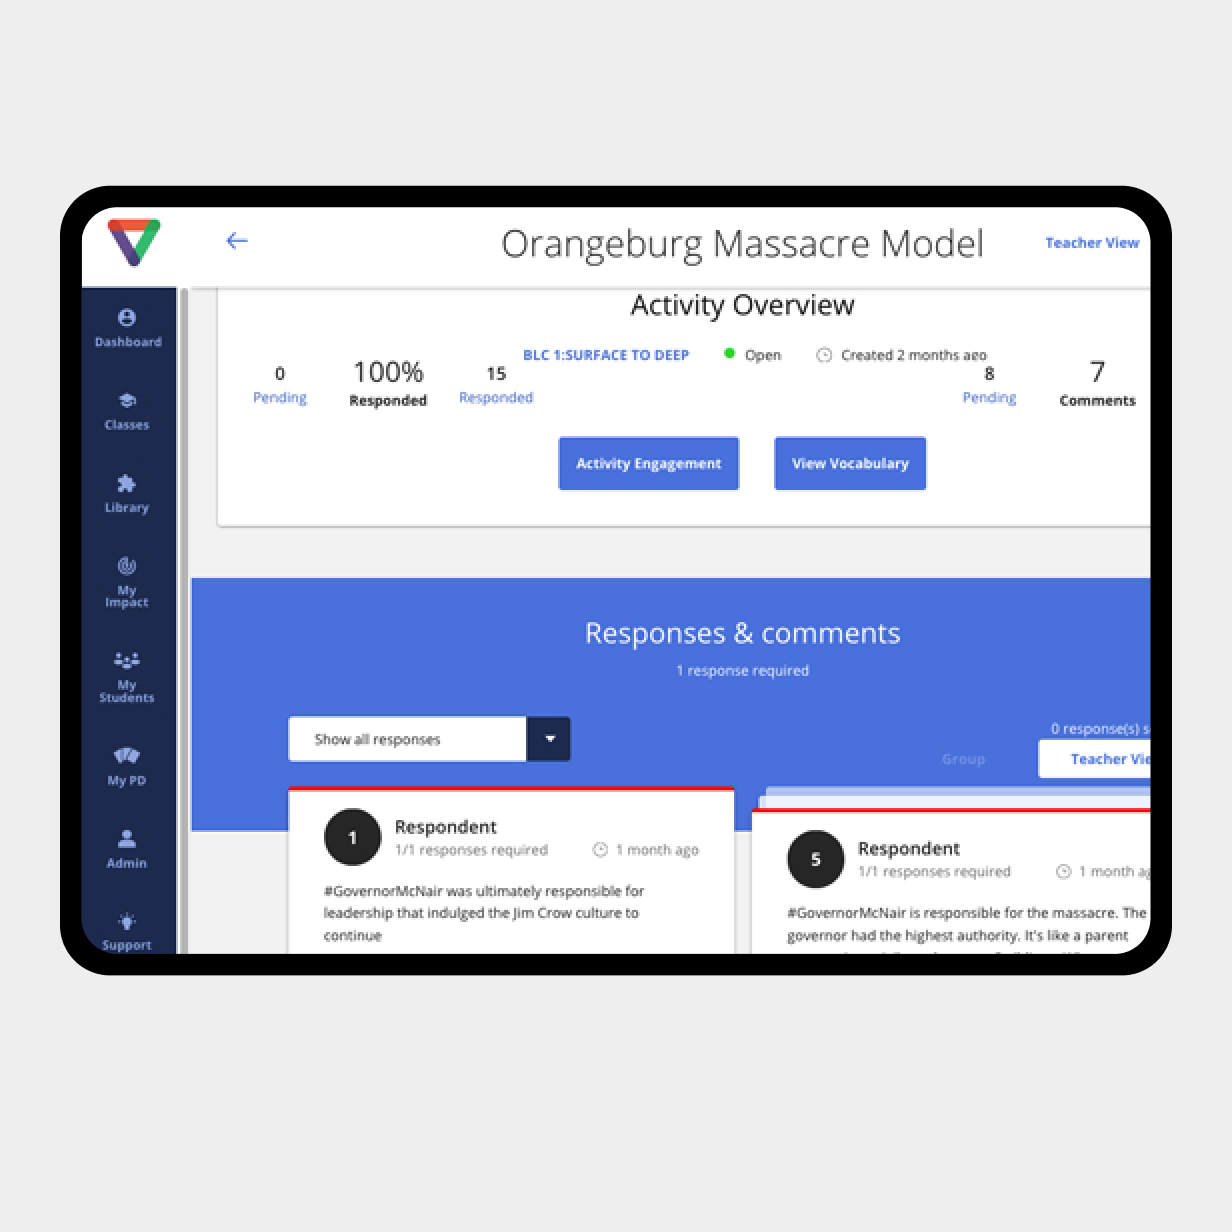 Orangeburg Massacre Model
Teacher View
Dashboard
Classes
Library
My
Impact
My
Students
My PD
Admin
Support
Activity Overview
BLC 1:SURFACE TO DEEP
Open
Created 2 months ago
0
Pending
100%
Responded
15
Responded
8
Pending
7
Comments
Activity Engagement
View Vocabulary
Responses & comments
1 response required
Show all responses
0 response(s) s
Group
Teacher Vie
1
Respondent
1/1 responses required
1 month ago
#GovernorMcNair was ultimately responsible for
leadership that indulged the Jim Crow culture to
continue
5
Respondent
1/1 responses required
1 month ag
#GovernorMcNair is responsible for the massacre. The
governor had the highest authority. It's like a parent